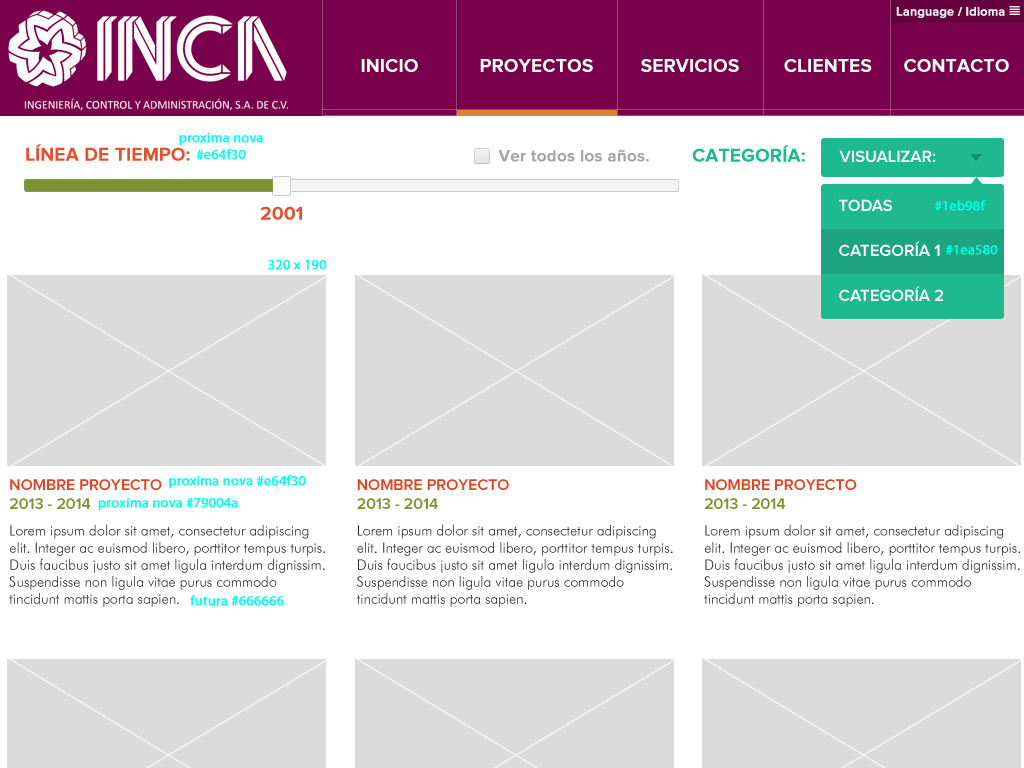 Language / Idioma
INCA
INGENIERÍA, CONTROL Y ADMINISTRACIÓN, S.A. DE C.V.
INICIO
PROYECTOS
SERVICIOS
CLIENTES
CONTACTO
proxima nova
LÍNEA DE TIEMPO: #e64f30
Ver todos los años.
CATEGORÍA:
VISUALIZAR:
2001
TODAS #1eb98f
CATEGORÍA 1 #1ea580
CATEGORÍA 2
320 x 190
NOMBRE PROYECTO proxima nova #e64f30
2013 - 2014 proxima nova #79004a
Lorem ipsum dolor sit amet, consectetur adipiscing
elit. Integer ac euismod libero, porttitor tempus turpis.
Duis faucibus justo sit amet ligula interdum dignissim.
Suspendisse non ligula vitae purus commodo
tincidunt mattis porta sapien. futura #666666
NOMBRE PROYECTO
2013 - 2014
Lorem ipsum dolor sit amet, consectetur adipiscing
elit. Integer ac euismod libero, porttitor tempus turpis.
Duis faucibus justo sit amet ligula interdum dignissim.
Suspendisse non ligula vitae purus commodo
tincidunt mattis porta sapien.
NOMBRE PROYECTO
2013 - 2014
Lorem ipsum dolor sit amet, consectetur adipiscing
elit. Integer ac euismod libero, porttitor tempus turpis.
Duis faucibus justo sit amet ligula interdum dignissim.
Suspendisse non ligula vitae purus commodo
tincidunt mattis porta sapien.